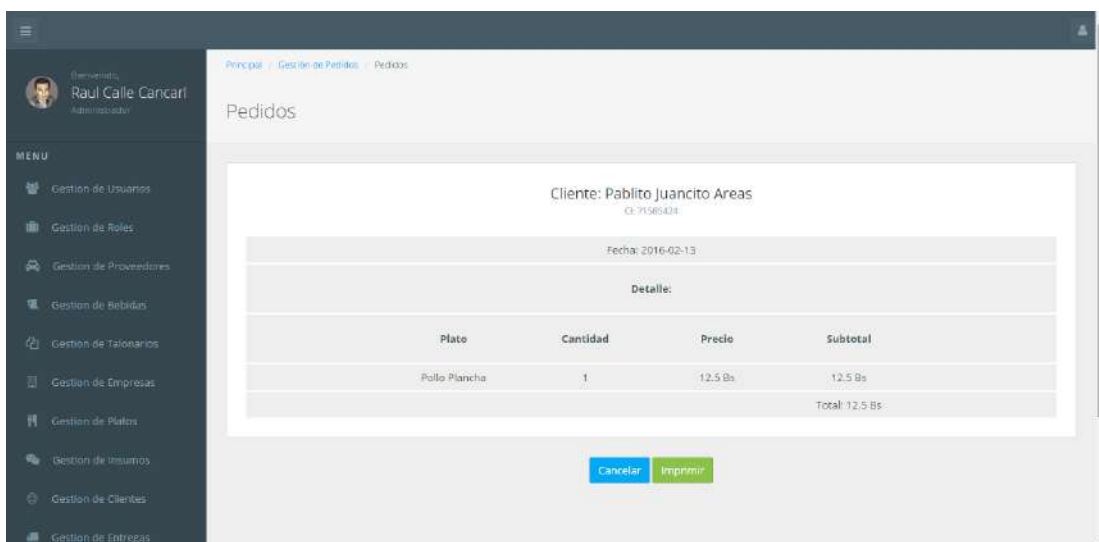 Bienvenido,
Raul Calle Cancari
Administrador
MENU
Gestion de Usuarios
Gestion de Roles
Gestion de Proveedores
Gestion de Bebidas
Gestion de Talonarios
Gestion de Empresas
Gestion de Platos
Gestion de Insumos
Gestion de Clientes
Gestion de Entregas
Principal / Gestión de Pedidos / Pedidos
Pedidos
Cliente: Pablito Juancito Areas
CI: 71585424
Fecha: 2016-02-13
Detalle:
Plato Cantidad Precio Subtotal
Pollo Plancha 1 12.5 Bs 12.5 Bs
Total: 12.5 Bs
Cancelar Imprimir